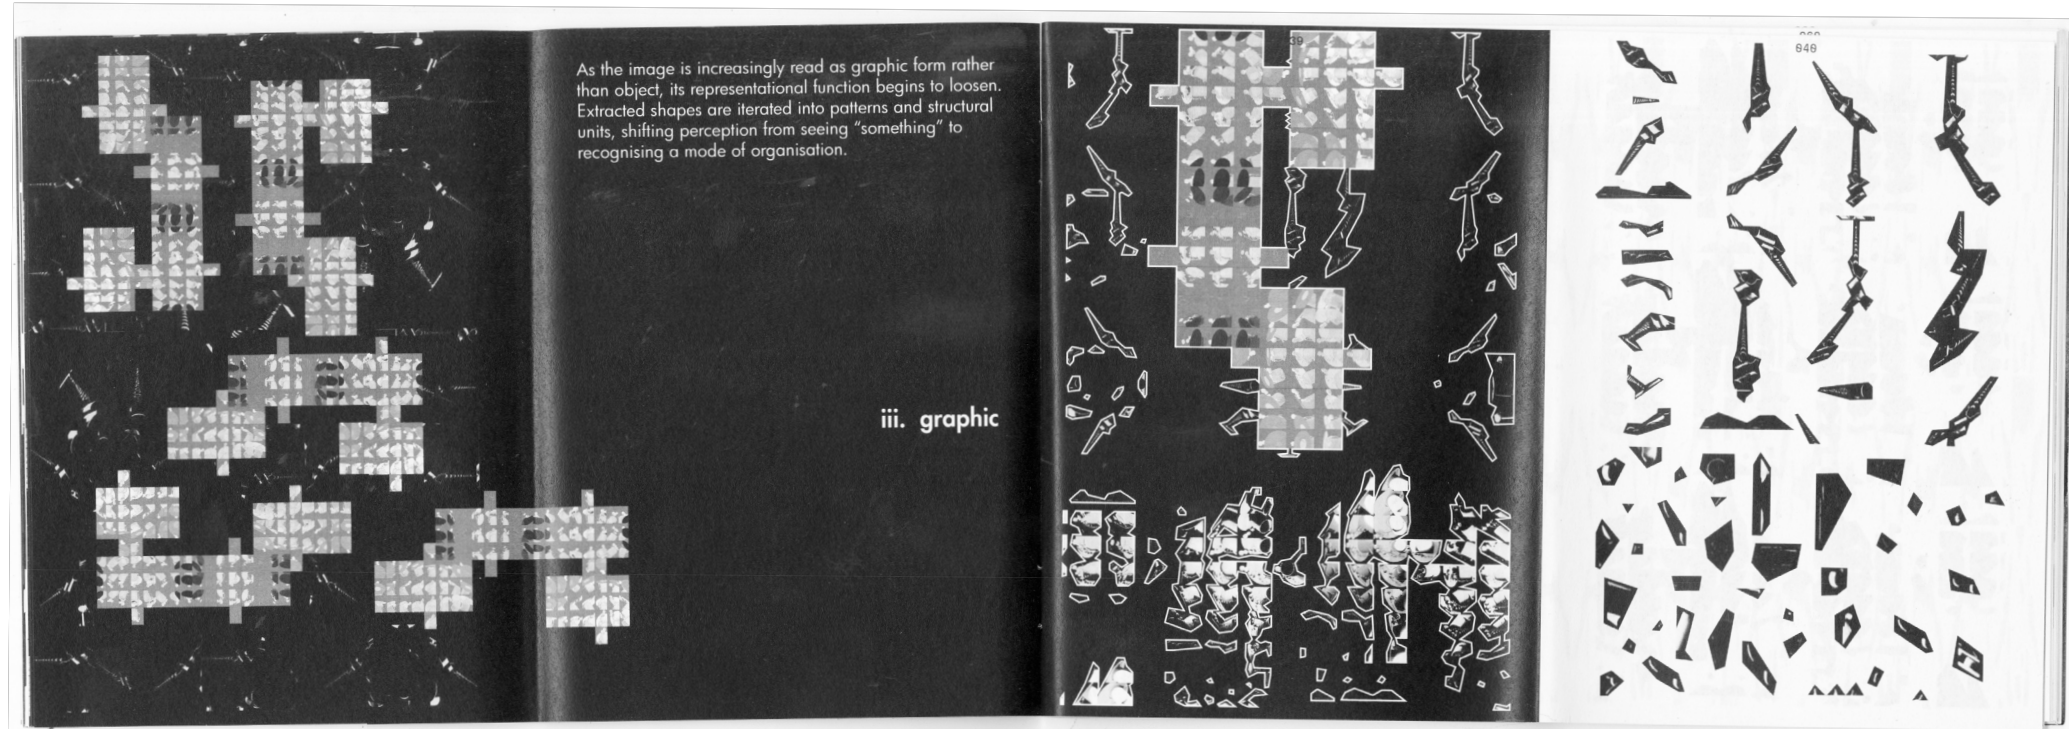 As the image is increasingly read as graphic form rather
than object, its representational function begins to loosen.
Extracted shapes are iterated into patterns and structural
units, shifting perception from seeing “something” to
recognising a mode of organisation.
iii. graphic
39
040